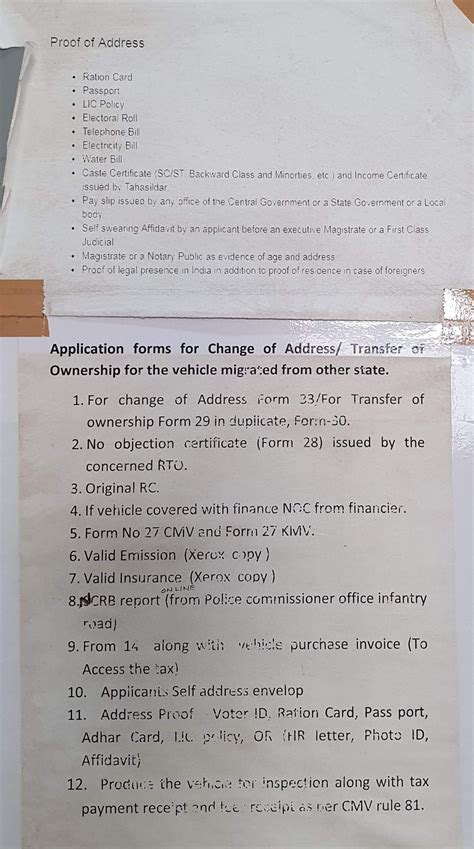 Proof of Address
• Ration Card
• Passport
• LIC Policy
• Electoral Roll
• Telephone Bill
• Electricity Bill
• Water Bill
• Caste Certificate (SC/ST, Backward Class and Minorties, etc.) and Income Certificate
issued by Tahasildar.
• Pay slip issued by any office of the Central Government or a State Government or a Local
body.
• Self swearing Affidavit by an applicant before an executive Magistrate or a First Class
Judicial
• Magistrate or a Notary Public as evidence of age and address
• Proof of legal presence in India in addition to proof of residence in case of foreigners
Application forms for Change of Address/ Transfer of
Ownership for the vehicle migrated from other state.
1. For change of Address Form 33/For Transfer of
ownership Form 29 in duplicate, Form-30.
2. No objection certificate (Form 28) issued by the
concerned RTO.
3. Original RC.
4. If vehicle covered with finance NOC from financier.
5. Form No 27 CMV and Form 27 KMV.
6. Valid Emission (Xerox copy )
7. Valid Insurance (Xerox copy )
ONLINE
8. NCRB report (from Police commissioner office infantry
road)
9. From 14 along with vehicle purchase invoice (To
Access the tax)
10. Applicants Self address envelop
11. Address Proof Voter ID, Ration Card, Pass port,
Adhar Card, LIC policy, OR (HR letter, Photo ID,
Affidavit)
12. Produce the vehicle for inspection along with tax
payment receipt and fee receipt as per CMV rule 81.